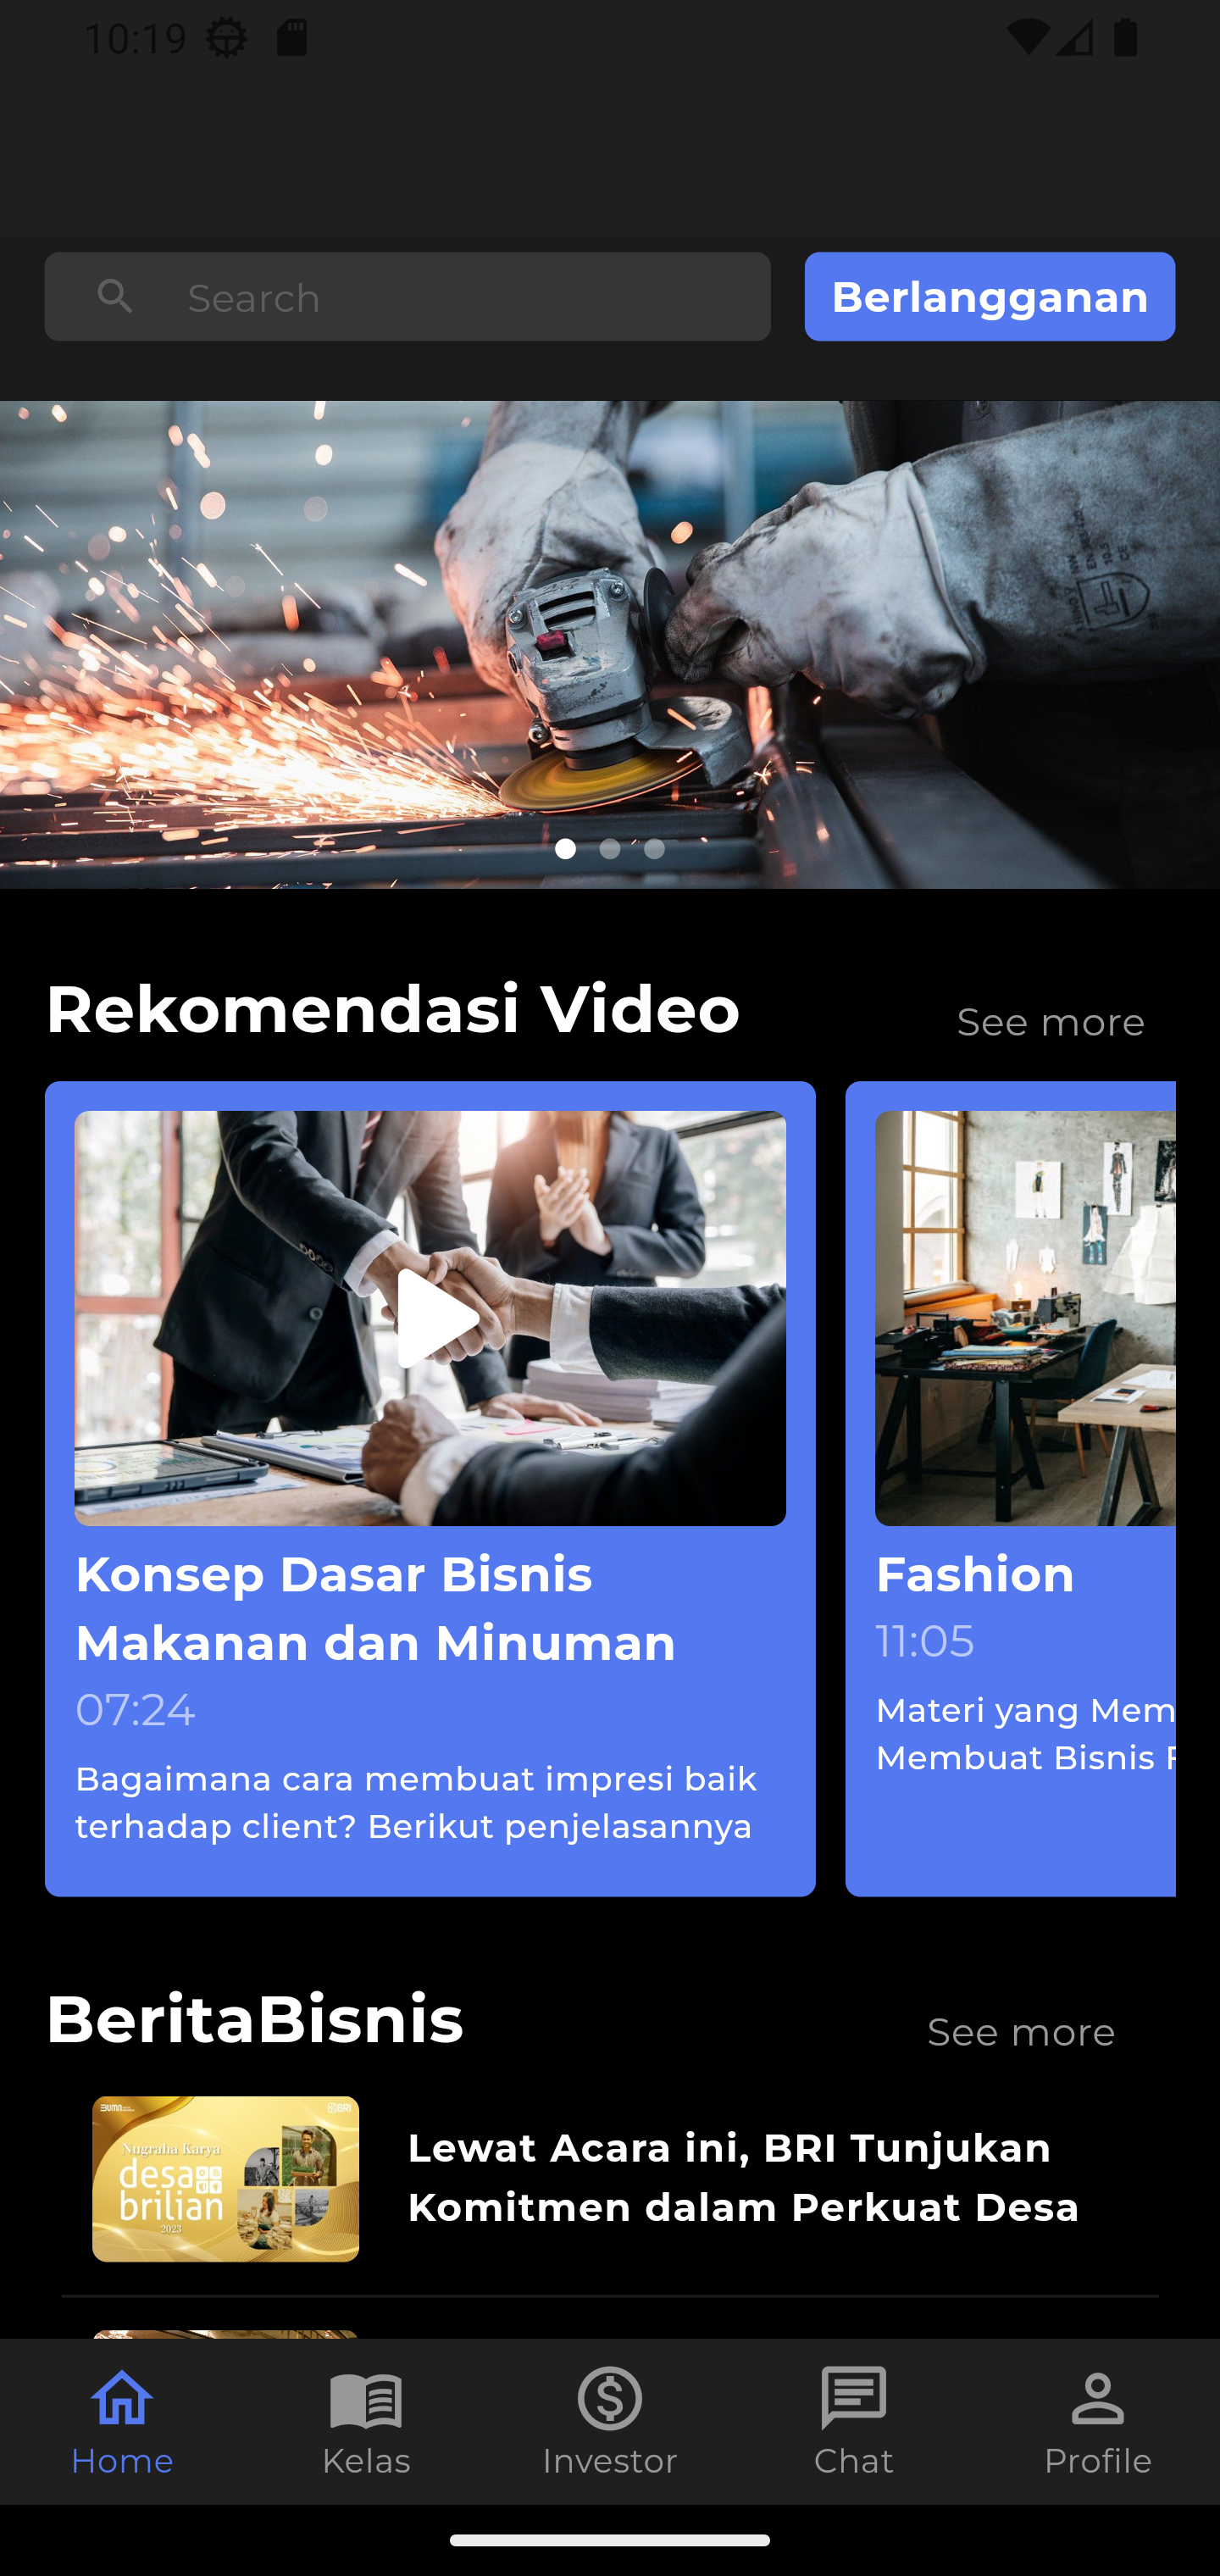 10:19
Search
Berlangganan
Rekomendasi Video
See more
Konsep Dasar Bisnis
Makanan dan Minuman
07:24
Bagaimana cara membuat impresi baik
terhadap client? Berikut penjelasannya
Fashion
11:05
Materi yang Mem
Membuat Bisnis F
BeritaBisnis
See more
BUMN
BRI
Nugraha Karya
desa
brilian
2023
Lewat Acara ini, BRI Tunjukan
Komitmen dalam Perkuat Desa
Home
Kelas
Investor
Chat
Profile